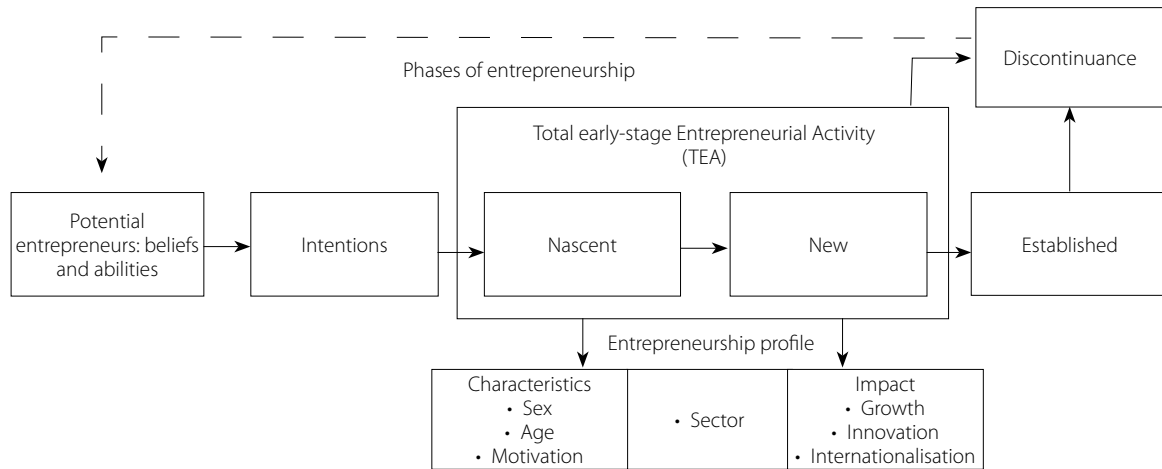 Phases of entrepreneurship
Discontinuance
Total early-stage Entrepreneurial Activity
(TEA)
Potential
entrepreneurs: beliefs
and abilities
Intentions
Nascent
New
Established
Entrepreneurship profile
Characteristics
• Sex
• Age
• Motivation
• Sector
Impact
• Growth
• Innovation
• Internationalisation